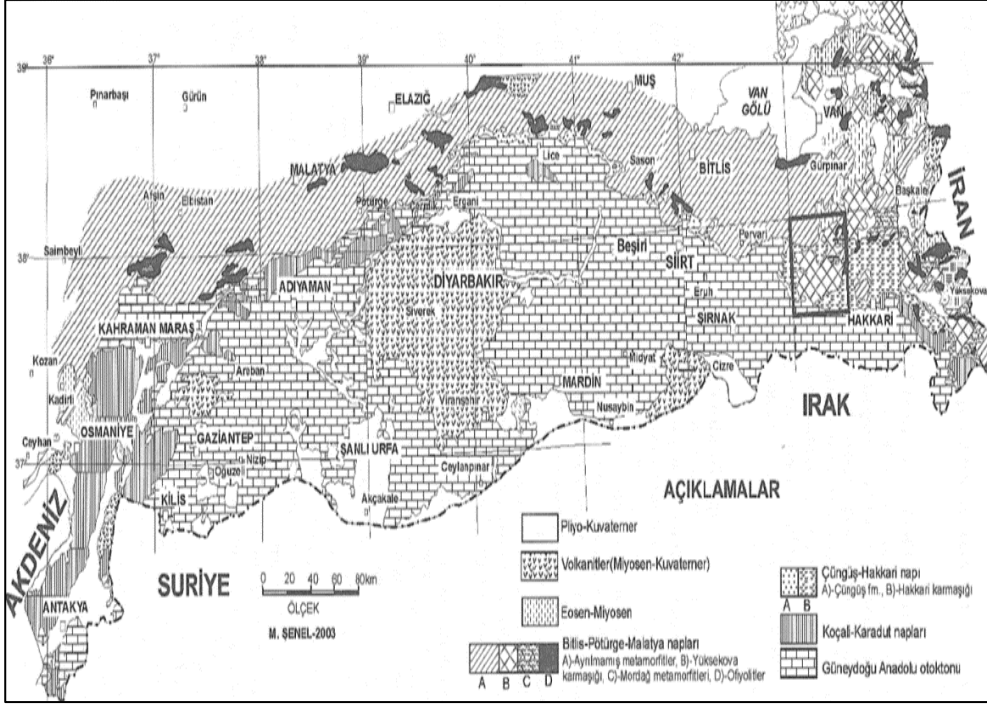 36° 37° 38° 39° 40° 41° 42°
38°
Pınarbaşı
Gürün
ELAZIĞ
MUŞ
VAN GÖLÜ
VAN
Lice
Sason
BİTLİS
Gürpınar
MALATYA
Afşin
Elbistan
Pötürge
Çermik
Ergani
Başkale
İRAN
Saimbeyli
38°
Pervari
Beşiri
SİİRT
ADIYAMAN
DİYARBAKIR
Siverek
Eruh
ŞIRNAK
HAKKARİ
Yüksekova
KAHRAMAN MARAŞ
Kozan
Araban
Midyat
Cizre
MARDİN
Kadirli
Viranşehir
Nusaybin
IRAK
OSMANİYE
GAZİANTEP
ŞANLI URFA
Ceyhan
37°
Nizip
Oğuzeli
Ceylanpınar
KİLİS
Akçakale
AKDENİZ
SURİYE
ANTAKYA
0 20 40 60 80km
ÖLÇEK
M. ŞENEL-2003
AÇIKLAMALAR
Pliyo-Kuvaterner
Volkanitler(Miyosen-Kuvaterner)
Eosen-Miyosen
Bitlis-Pötürge-Malatya napları
A)-Ayrılmamış metamorfitler, B)-Yüksekova
karmaşığı, C)-Mordağ metamorfitleri, D)-Ofiyolitler
A B C D
Çüngüş-Hakkari napı
A)-Çüngüş fm., B)-Hakkari karmaşığı
A B
Koçali-Karadut napları
Güneydoğu Anadolu otoktonu